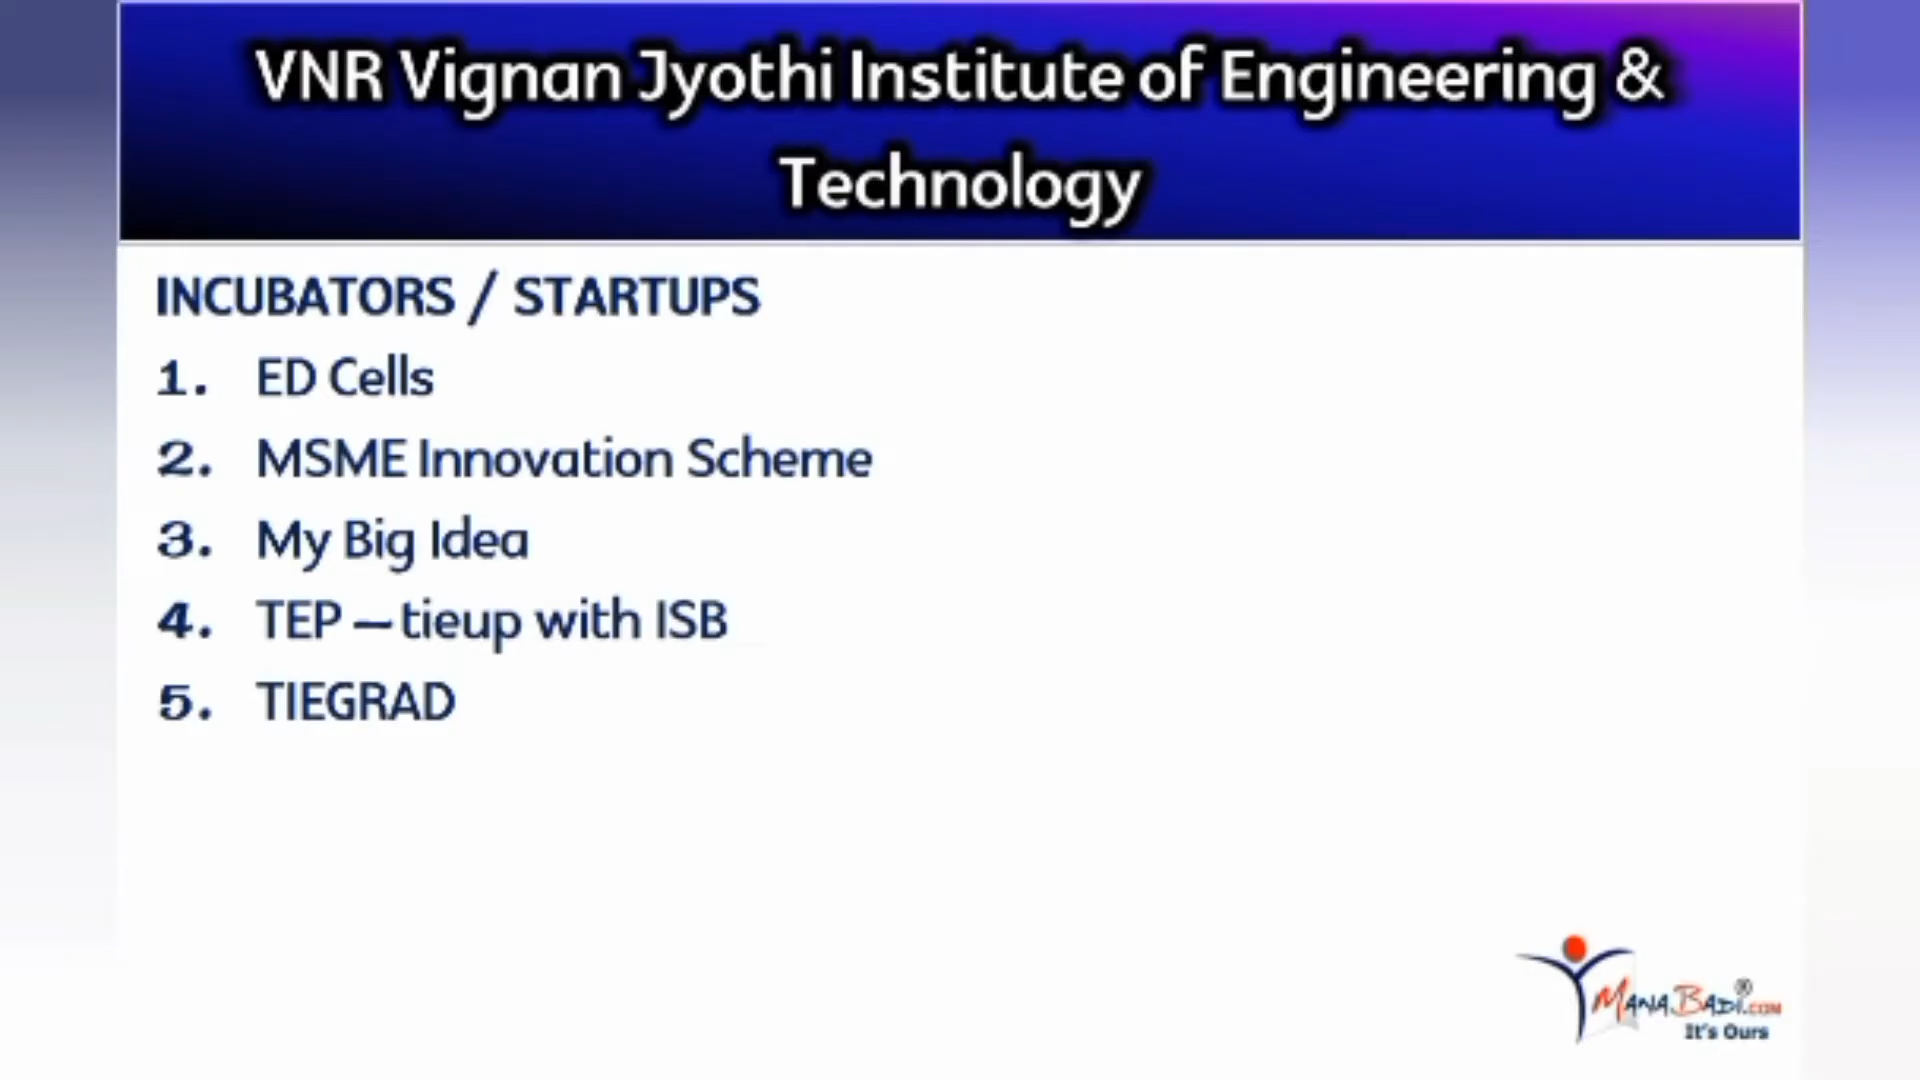 VNR Vignan Jyothi Institute of Engineering &
Technology
INCUBATORS / STARTUPS
1. ED Cells
2. MSME Innovation Scheme
3. My Big Idea
4. TEP – tieup with ISB
5. TIEGRAD
MANABADI.COM®
It's Ours